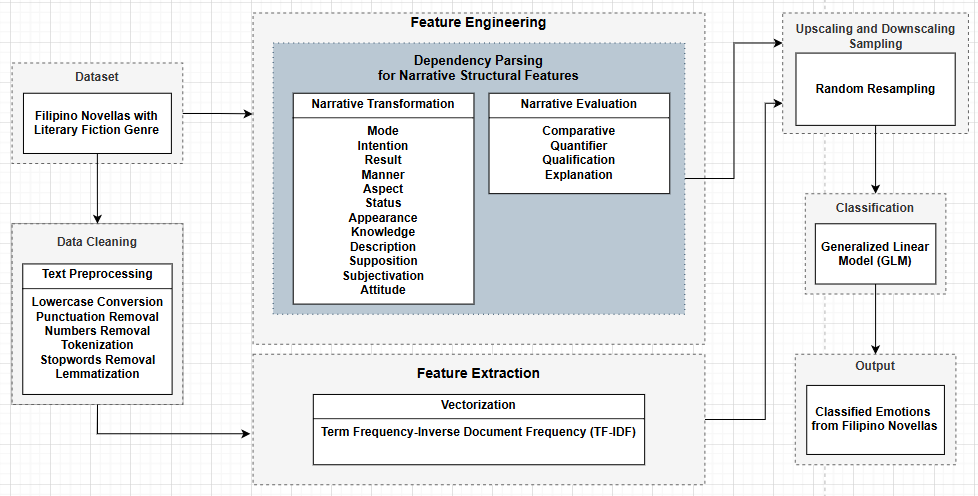 Dataset
Filipino Novellas with
Literary Fiction Genre
Data Cleaning
Text Preprocessing
Lowercase Conversion
Punctuation Removal
Numbers Removal
Tokenization
Stopwords Removal
Lemmatization
Feature Engineering
Dependency Parsing
for Narrative Structural Features
Narrative Transformation
Mode
Intention
Result
Manner
Aspect
Status
Appearance
Knowledge
Description
Supposition
Subjectivation
Attitude
Narrative Evaluation
Comparative
Quantifier
Qualification
Explanation
Feature Extraction
Vectorization
Term Frequency-Inverse Document Frequency (TF-IDF)
Upscaling and Downscaling
Sampling
Random Resampling
Classification
Generalized Linear
Model (GLM)
Output
Classified Emotions
from Filipino Novellas